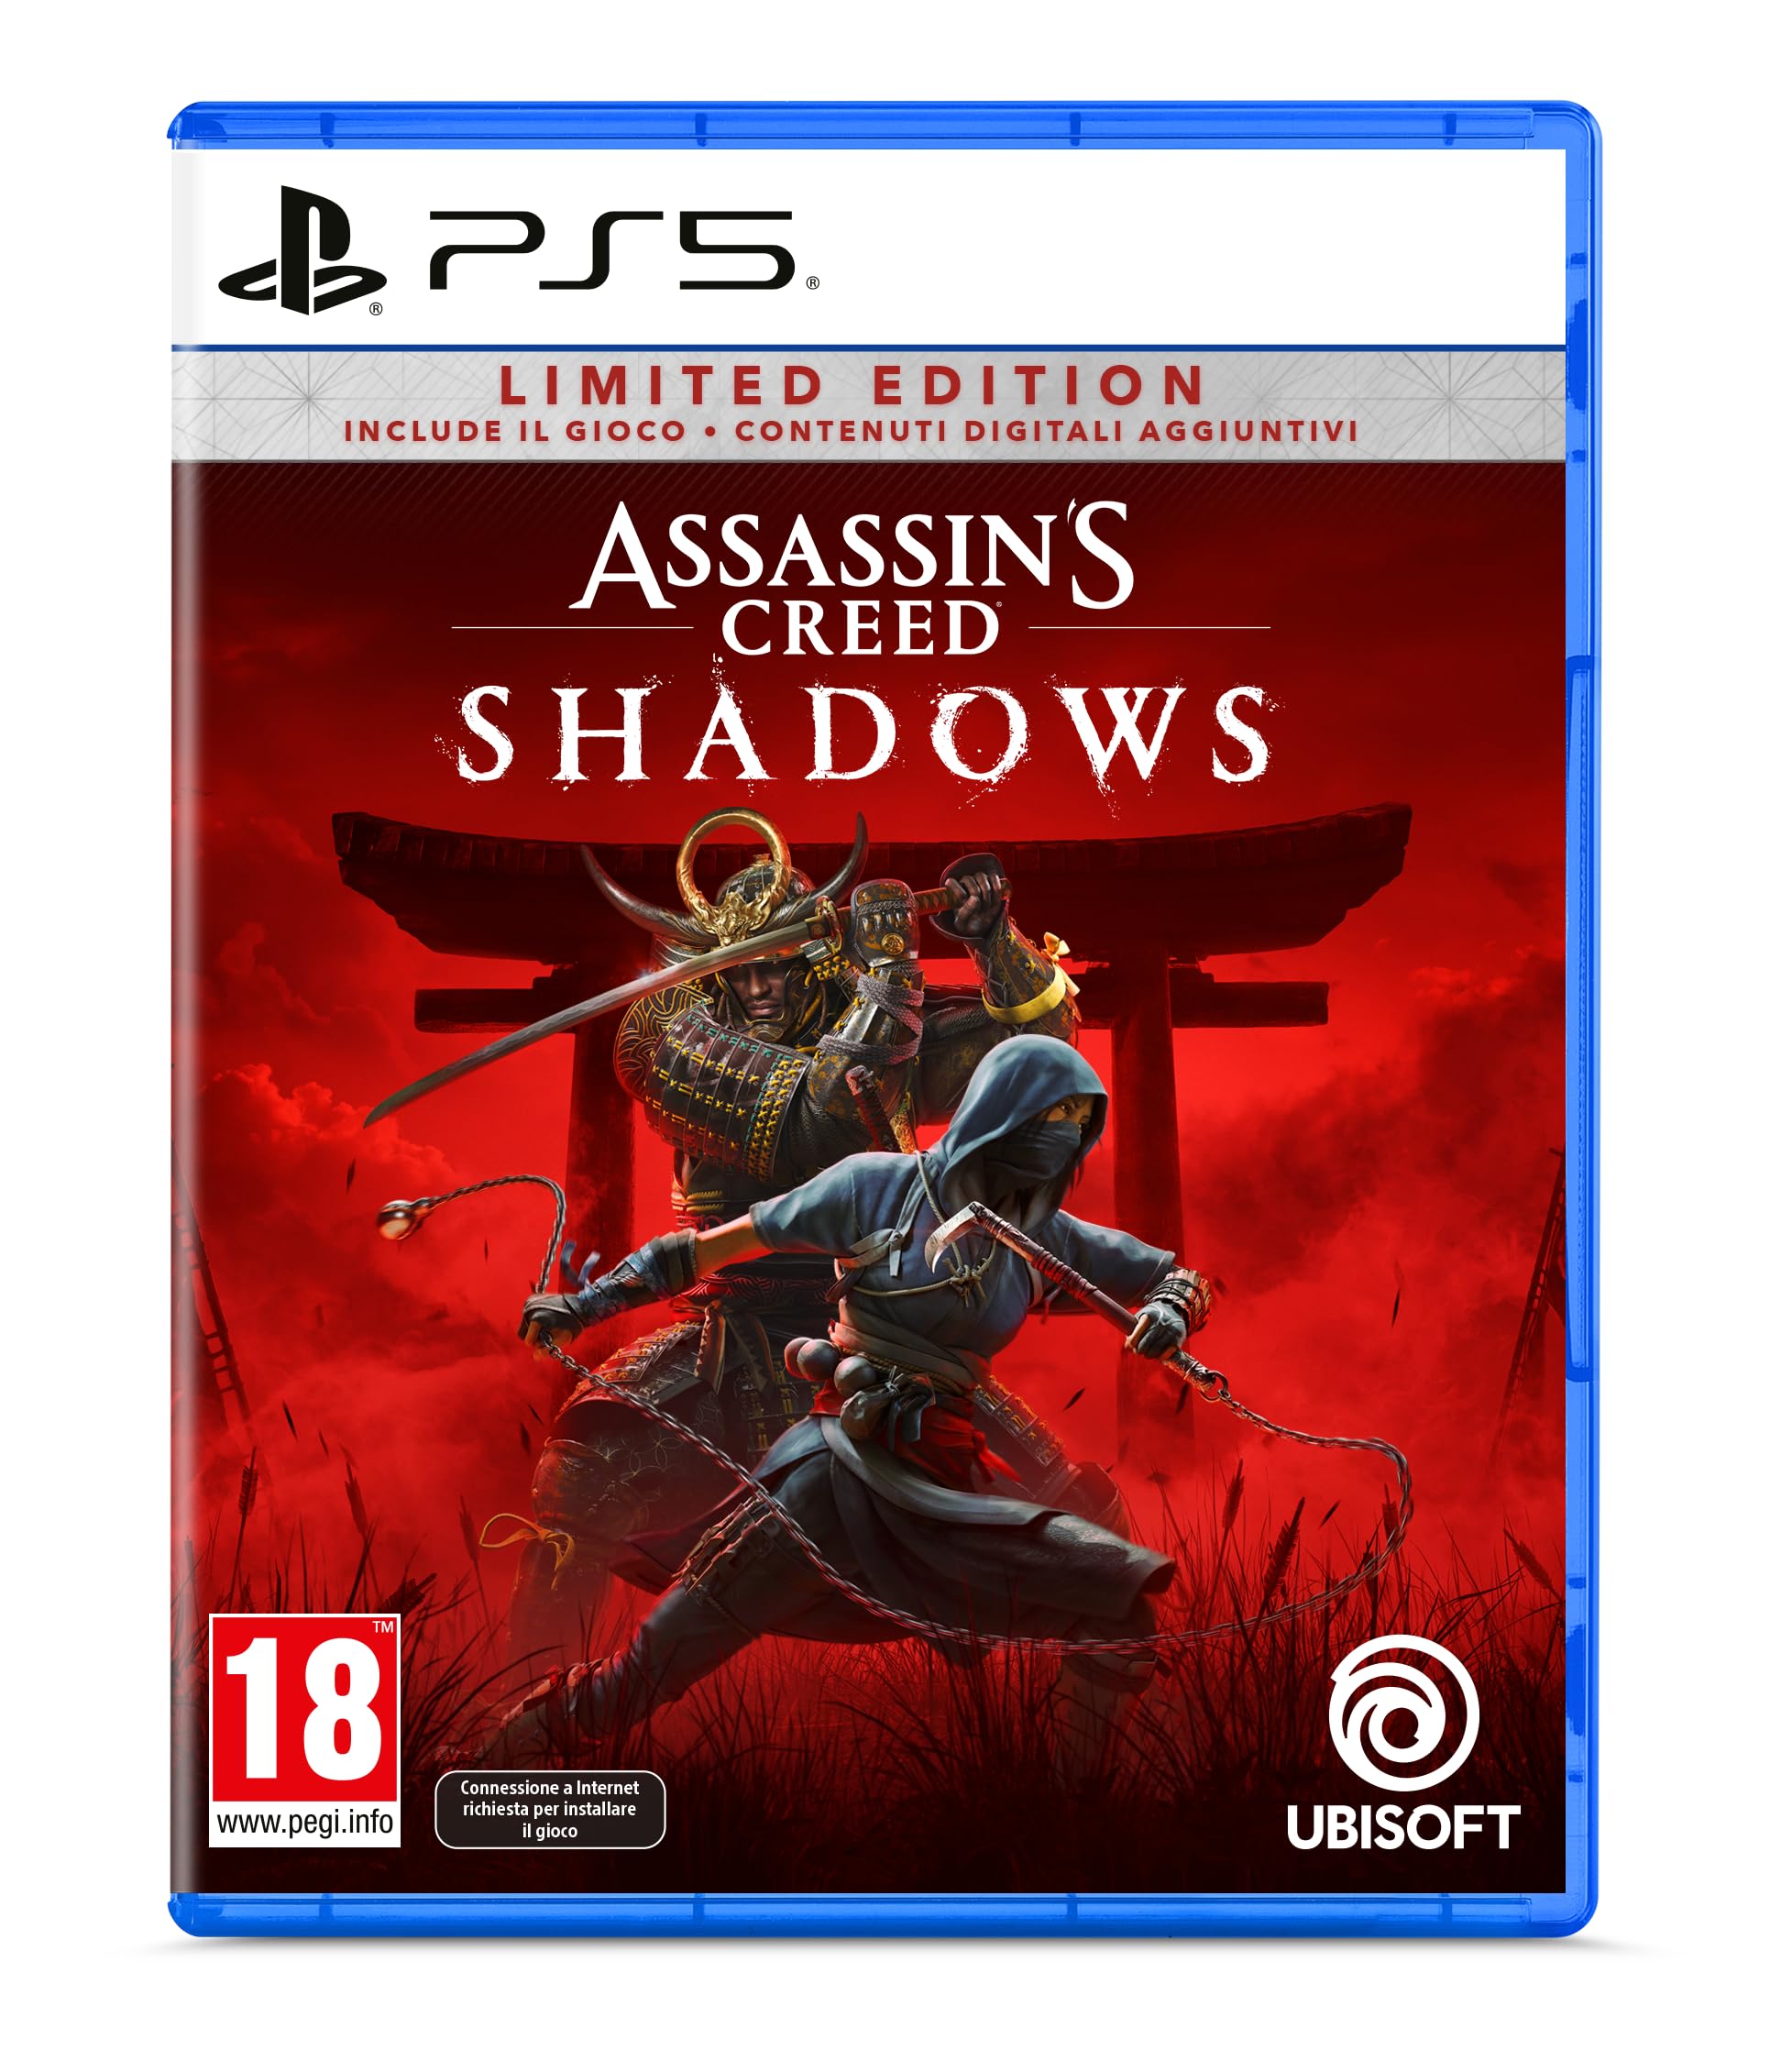 PS5®
LIMITED EDITION
INCLUDE IL GIOCO • CONTENUTI DIGITALI AGGIUNTIVI
ASSASSIN'S
CREED®
SHADOWS
18™
www.pegi.info
Connessione a Internet
richiesta per installare
il gioco
UBISOFT